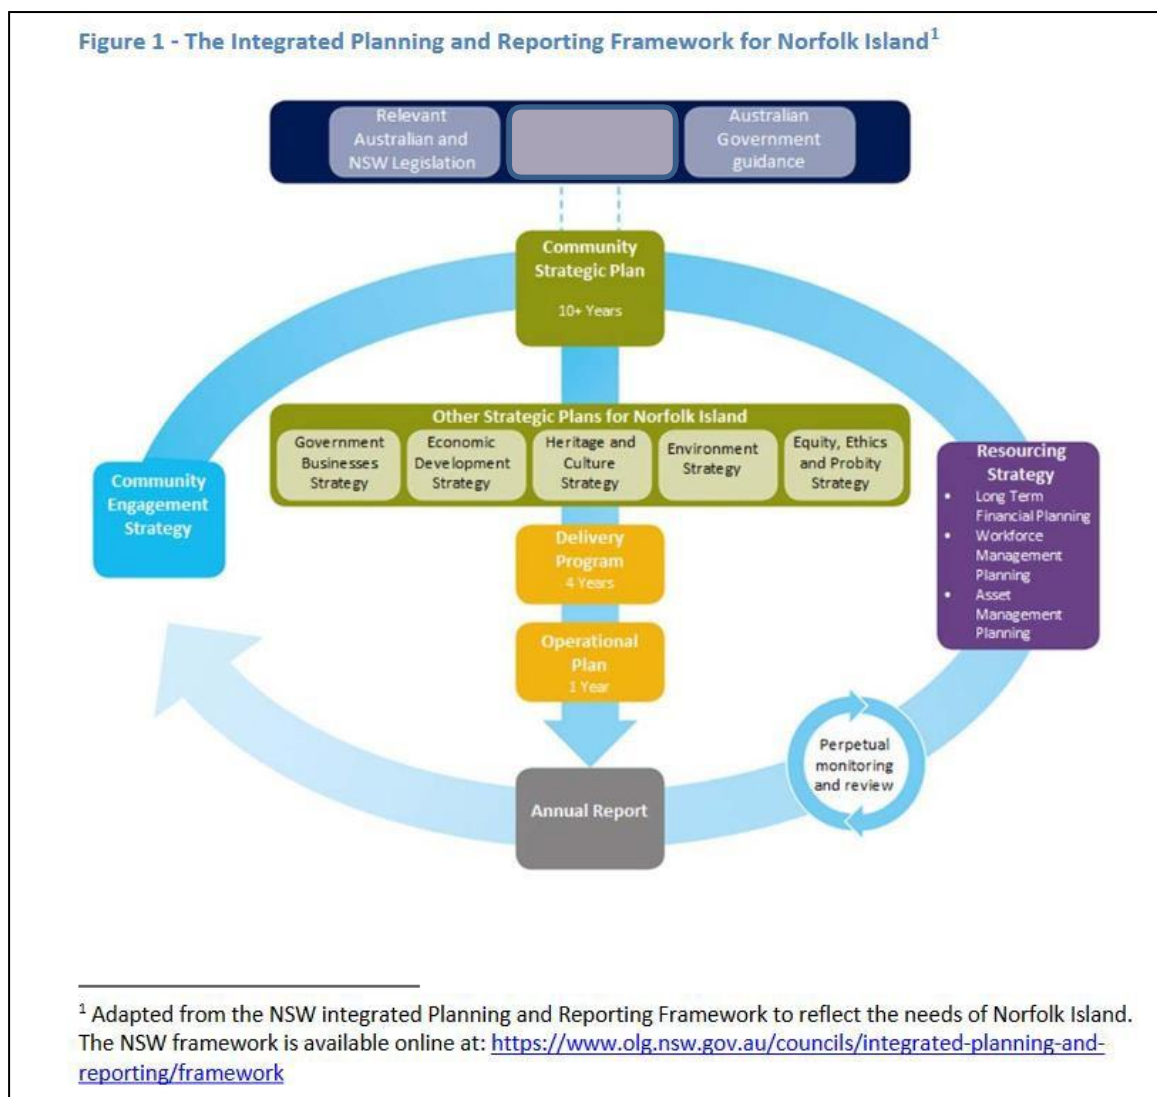 Figure 1 - The Integrated Planning and Reporting Framework for Norfolk Island¹
Relevant
Australian and
NSW Legislation
Australian
Government
guidance
Community
Strategic Plan
10+ Years
Other Strategic Plans for Norfolk Island
Government
Businesses
Strategy
Economic
Development
Strategy
Heritage and
Culture
Strategy
Environment
Strategy
Equity, Ethics
and Probity
Strategy
Community
Engagement
Strategy
Resourcing
Strategy
• Long Term
Financial Planning
• Workforce
Management
Planning
• Asset
Management
Planning
Delivery
Program
4 Years
Operational
Plan
1 Year
Perpetual
monitoring
and review
Annual Report
¹ Adapted from the NSW integrated Planning and Reporting Framework to reflect the needs of Norfolk Island.
The NSW framework is available online at: https://www.olg.nsw.gov.au/councils/integrated-planning-and-
reporting/framework